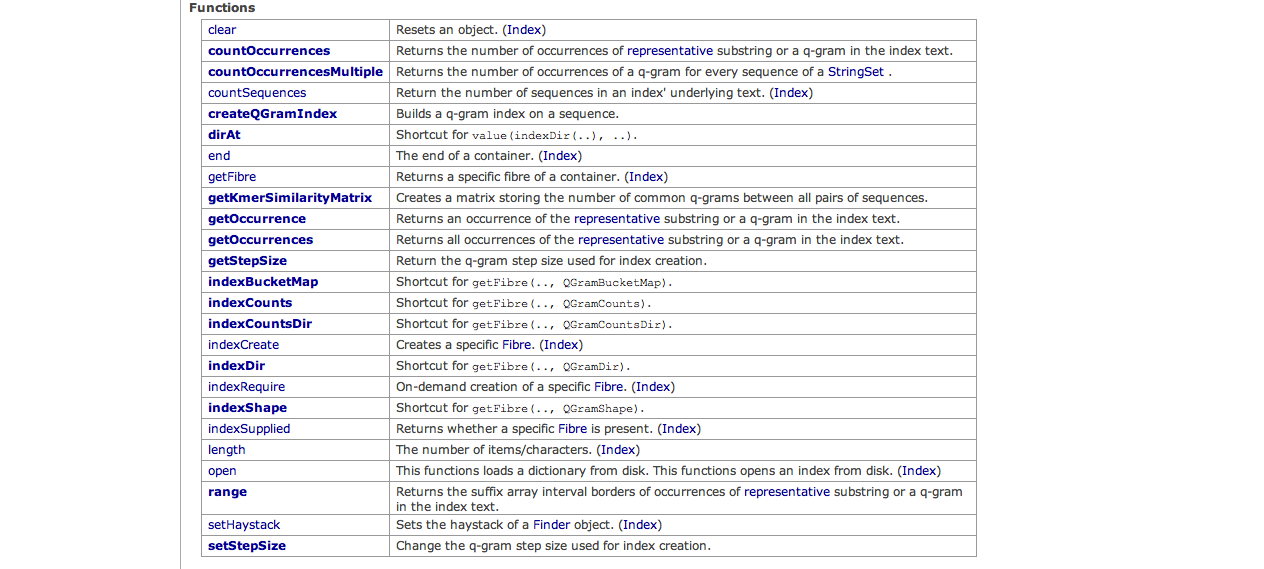 Functions
clear Resets an object. (Index)
countOccurrences Returns the number of occurrences of representative substring or a q-gram in the index text.
countOccurrencesMultiple Returns the number of occurrences of a q-gram for every sequence of a StringSet .
countSequences Return the number of sequences in an index' underlying text. (Index)
createQGramIndex Builds a q-gram index on a sequence.
dirAt Shortcut for value(indexDir(..), ..).
end The end of a container. (Index)
getFibre Returns a specific fibre of a container. (Index)
getKmerSimilarityMatrix Creates a matrix storing the number of common q-grams between all pairs of sequences.
getOccurrence Returns an occurrence of the representative substring or a q-gram in the index text.
getOccurrences Returns all occurrences of the representative substring or a q-gram in the index text.
getStepSize Return the q-gram step size used for index creation.
indexBucketMap Shortcut for getFibre(.., QGramBucketMap).
indexCounts Shortcut for getFibre(.., QGramCounts).
indexCountsDir Shortcut for getFibre(.., QGramCountsDir).
indexCreate Creates a specific Fibre. (Index)
indexDir Shortcut for getFibre(.., QGramDir).
indexRequire On-demand creation of a specific Fibre. (Index)
indexShape Shortcut for getFibre(.., QGramShape).
indexSupplied Returns whether a specific Fibre is present. (Index)
length The number of items/characters. (Index)
open This functions loads a dictionary from disk. This functions opens an index from disk. (Index)
range Returns the suffix array interval borders of occurrences of representative substring or a q-gram
in the index text.
setHaystack Sets the haystack of a Finder object. (Index)
setStepSize Change the q-gram step size used for index creation.